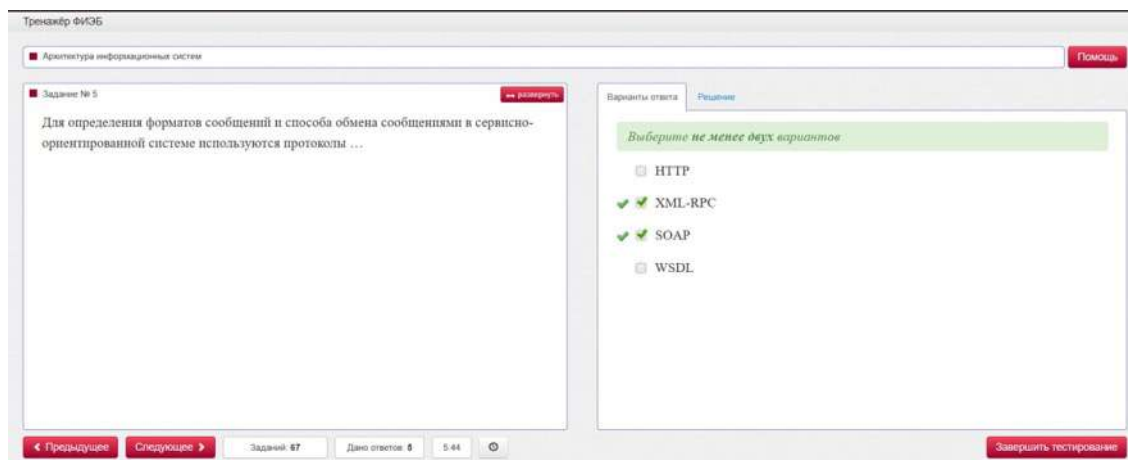 Тренажёр ФИЭБ
Архитектура информационных систем
Помощь
Задание № 5
развернуть
Для определения форматов сообщений и способа обмена сообщениями в сервисно-
ориентированной системе используются протоколы …
Варианты ответа
Решение
Выберите не менее двух вариантов
HTTP
XML-RPC
SOAP
WSDL
Предыдущее
Следующее
Заданий: 67
Дано ответов: 5
5:44
Завершить тестирование